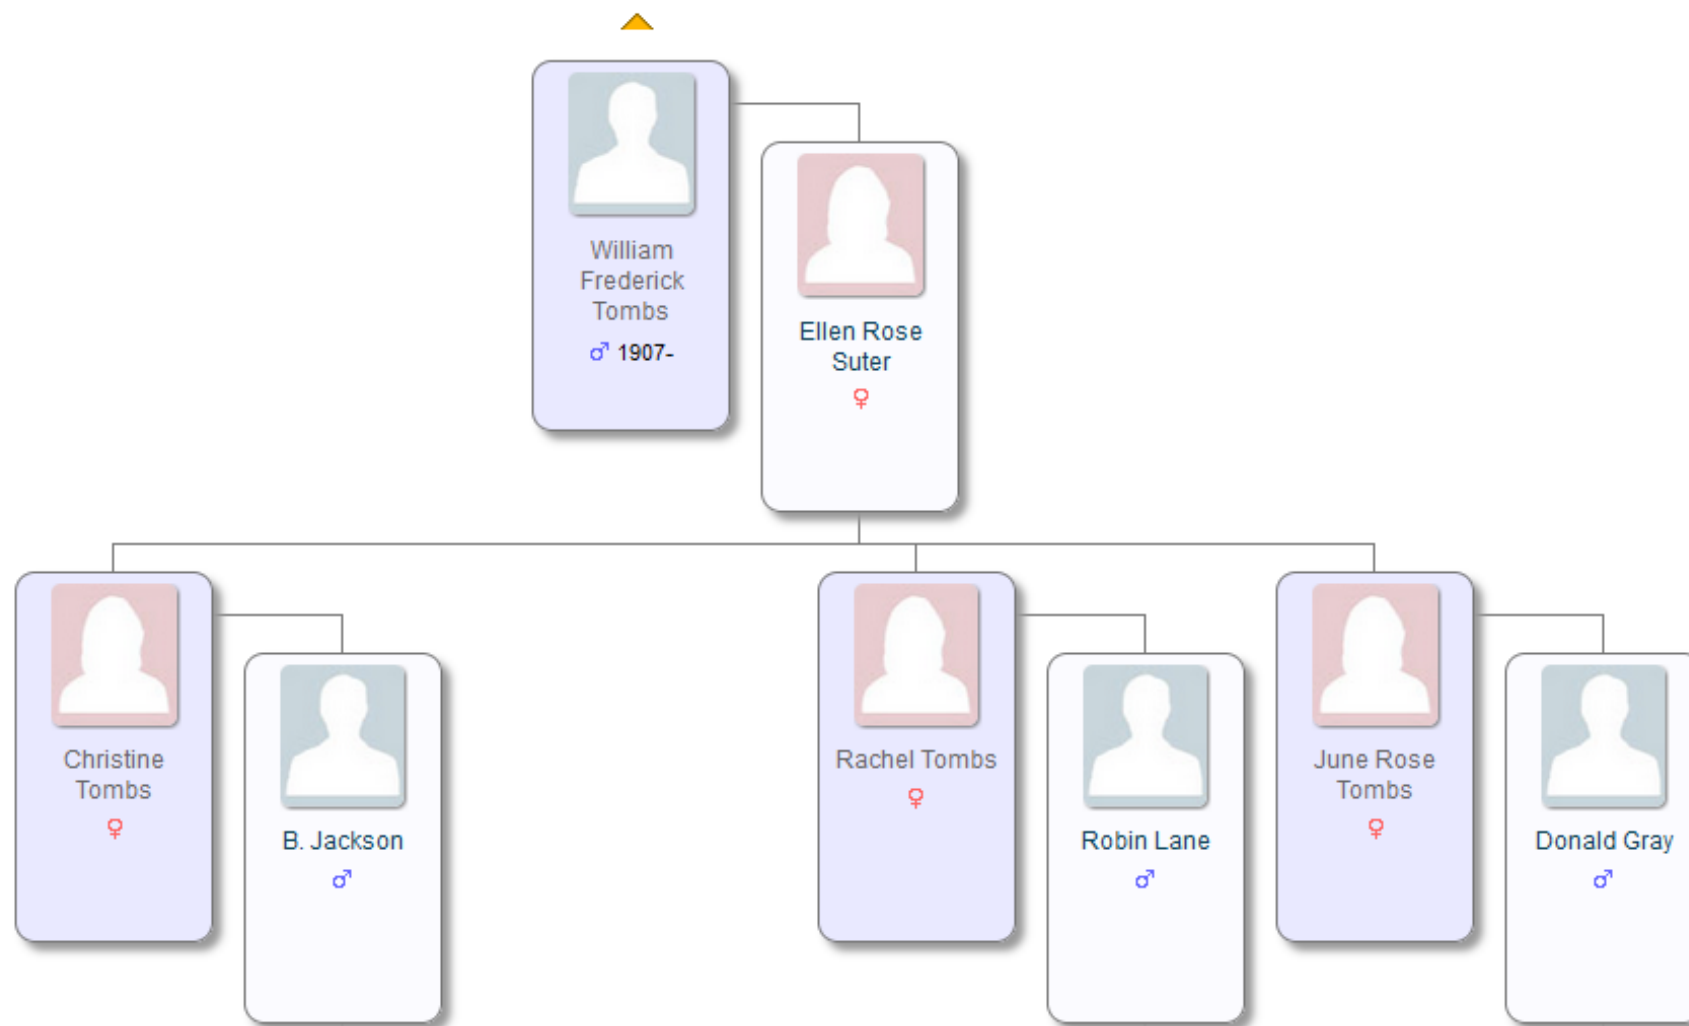 William
Frederick
Tombs
♂ 1907-
Ellen Rose
Suter
♀
Christine
Tombs
♀
B. Jackson
♂
Rachel Tombs
♀
Robin Lane
♂
June Rose
Tombs
♀
Donald Gray
♂